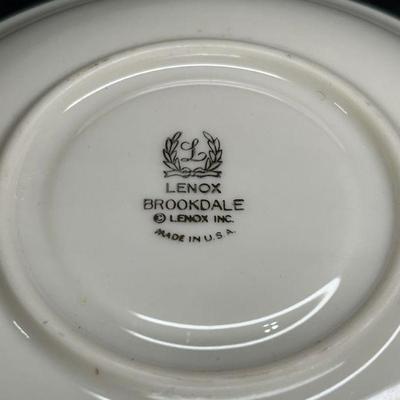 L
LENOX
BROOKDALE
© LENOX INC.
MADE IN U.S.A.